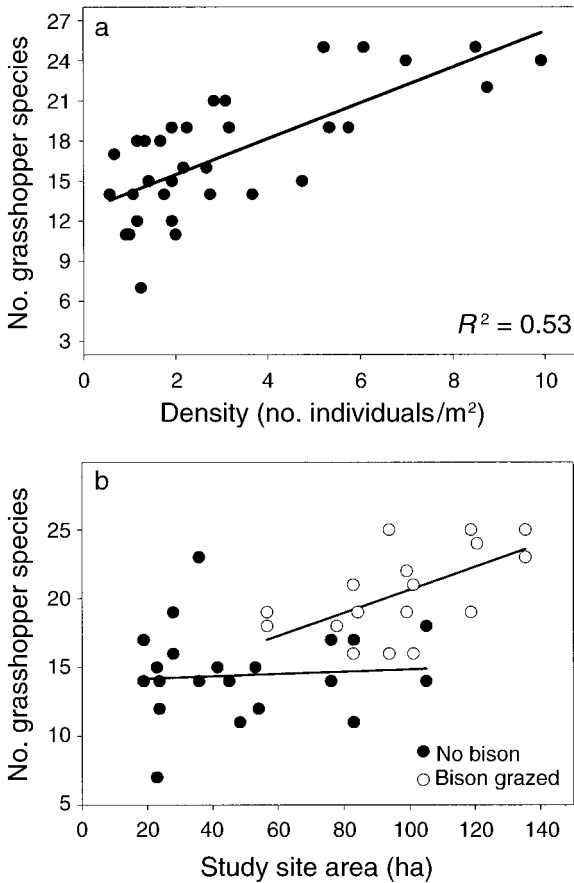 a
No. grasshopper species
27
24
21
18
15
12
9
6
3
R² = 0.53
0 2 4 6 8 10
Density (no. individuals/m²)
b
No. grasshopper species
25
20
15
10
5
No bison
Bison grazed
0 20 40 60 80 100 120 140
Study site area (ha)